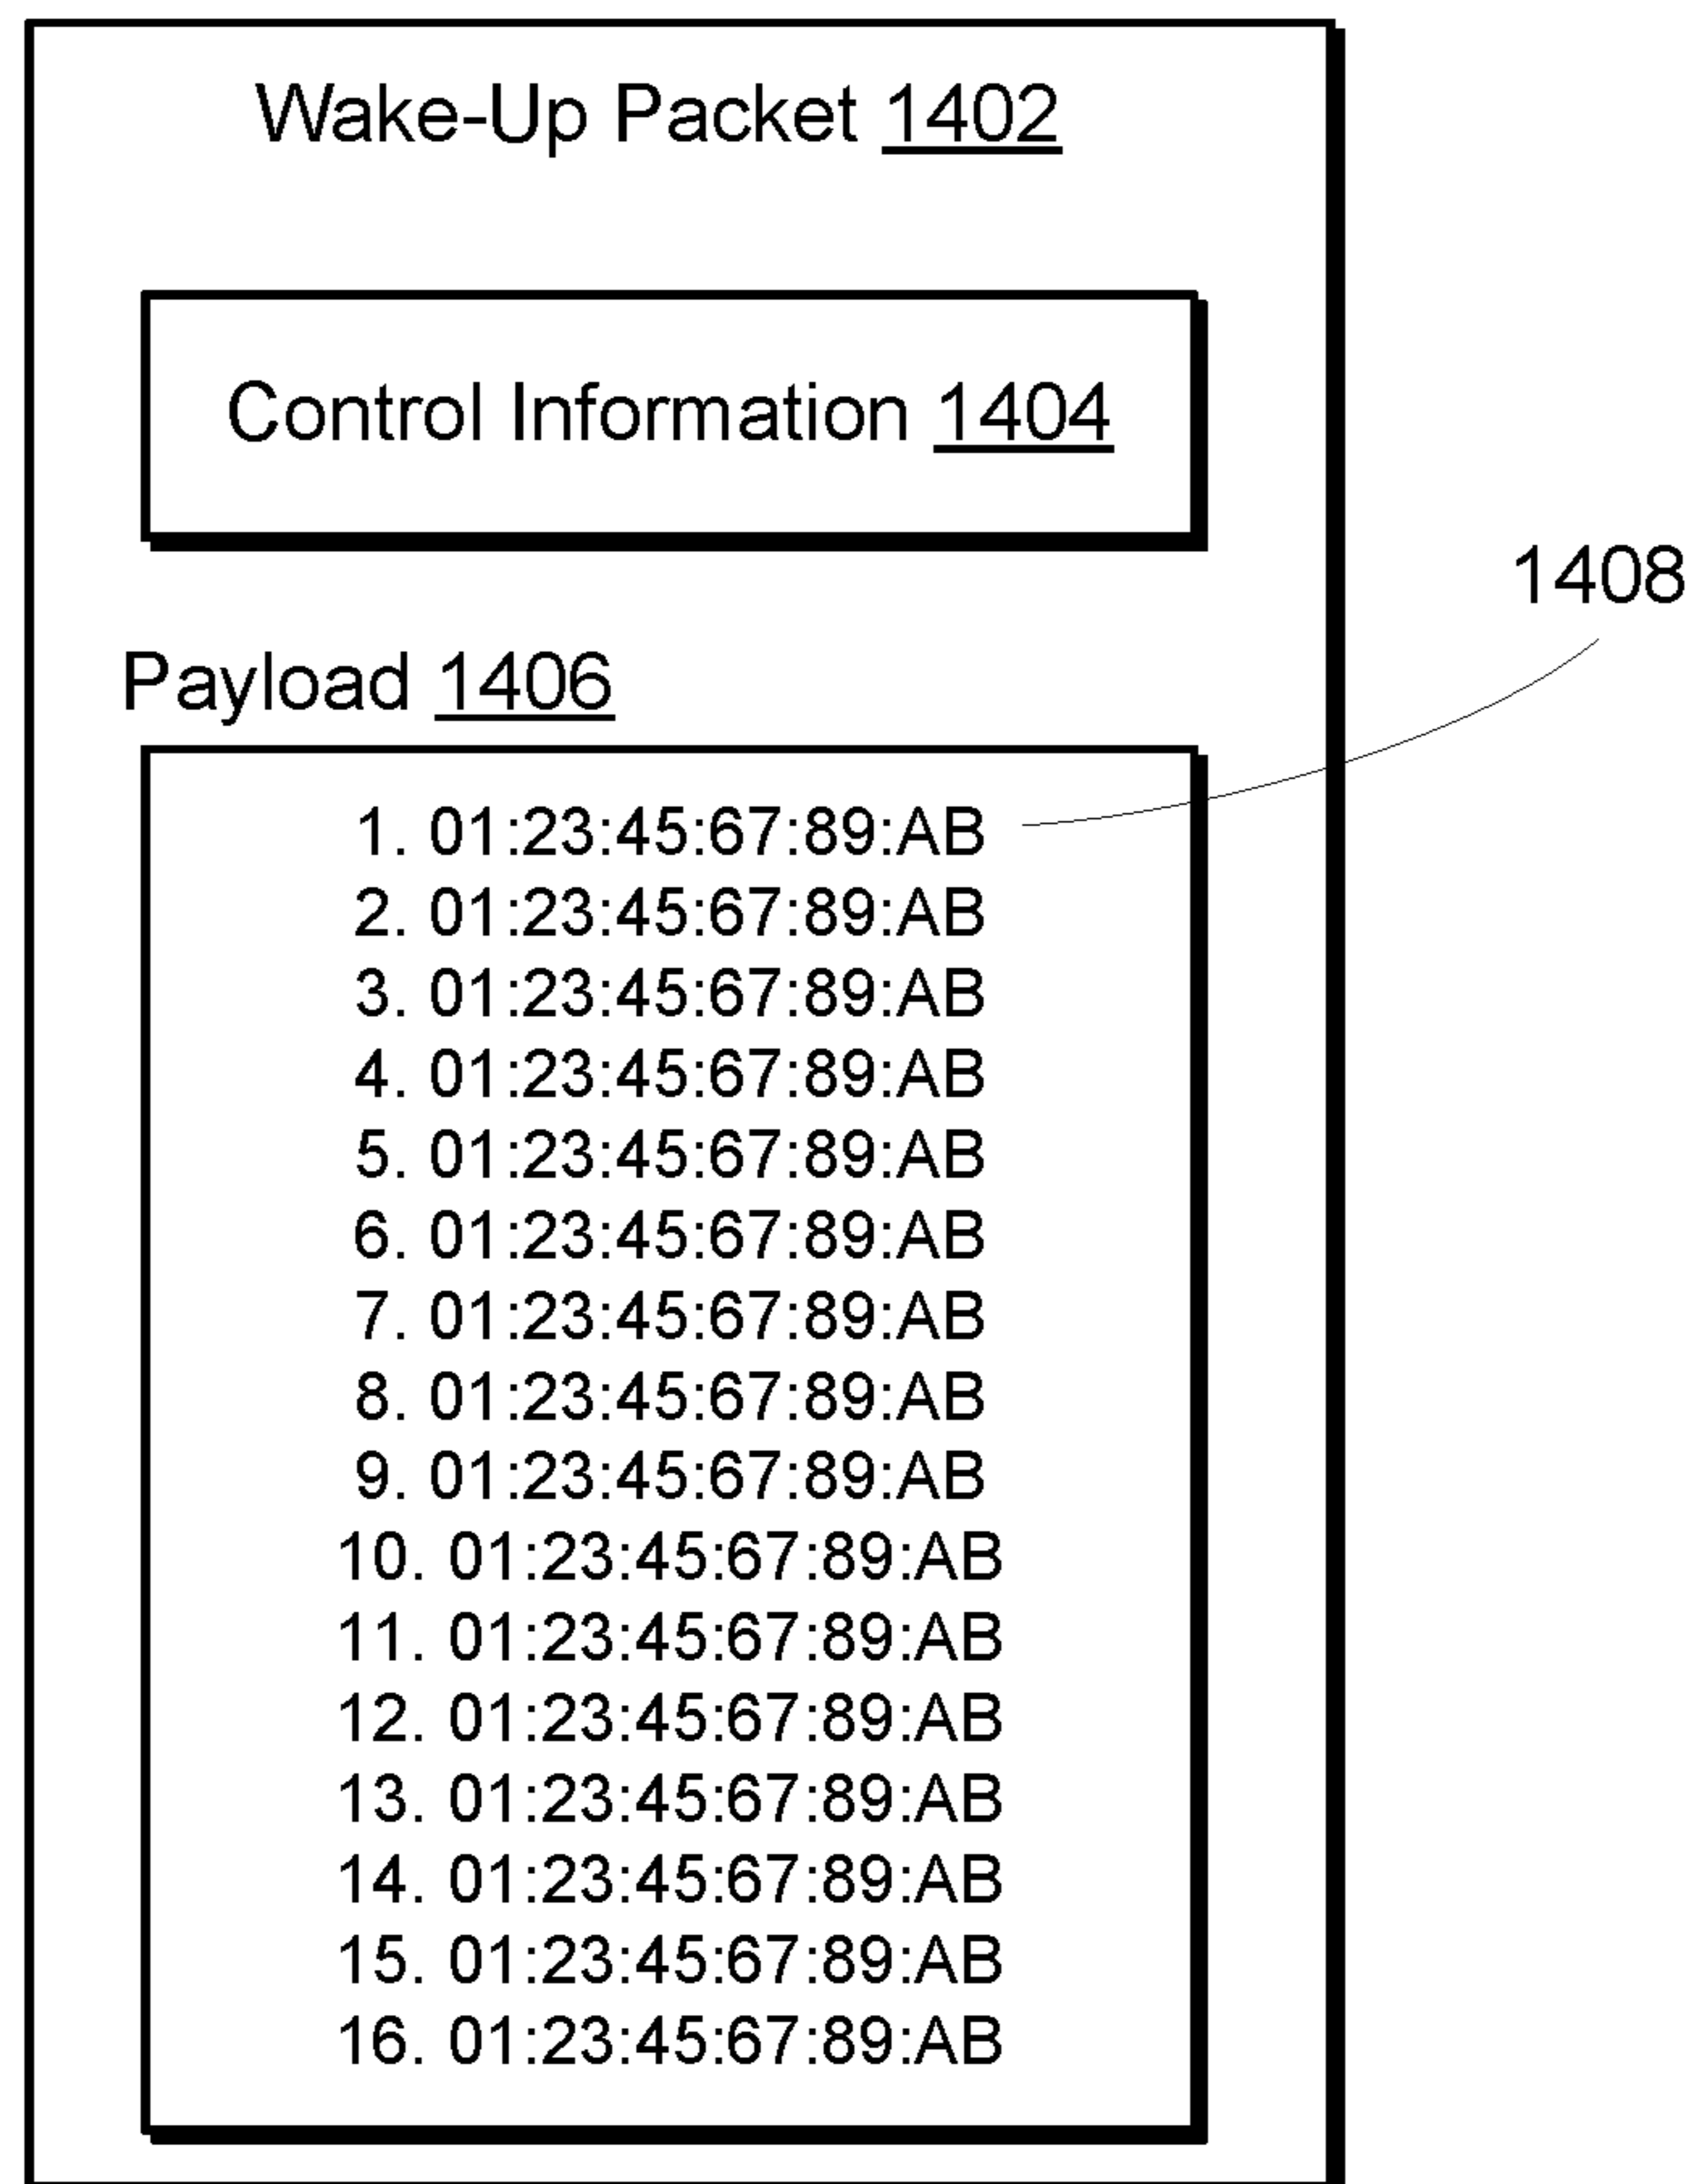 Wake-Up Packet 1402
Control Information 1404
1408
Payload 1406
1. 01:23:45:67:89:AB
2. 01:23:45:67:89:AB
3. 01:23:45:67:89:AB
4. 01:23:45:67:89:AB
5. 01:23:45:67:89:AB
6. 01:23:45:67:89:AB
7. 01:23:45:67:89:AB
8. 01:23:45:67:89:AB
9. 01:23:45:67:89:AB
10. 01:23:45:67:89:AB
11. 01:23:45:67:89:AB
12. 01:23:45:67:89:AB
13. 01:23:45:67:89:AB
14. 01:23:45:67:89:AB
15. 01:23:45:67:89:AB
16. 01:23:45:67:89:AB